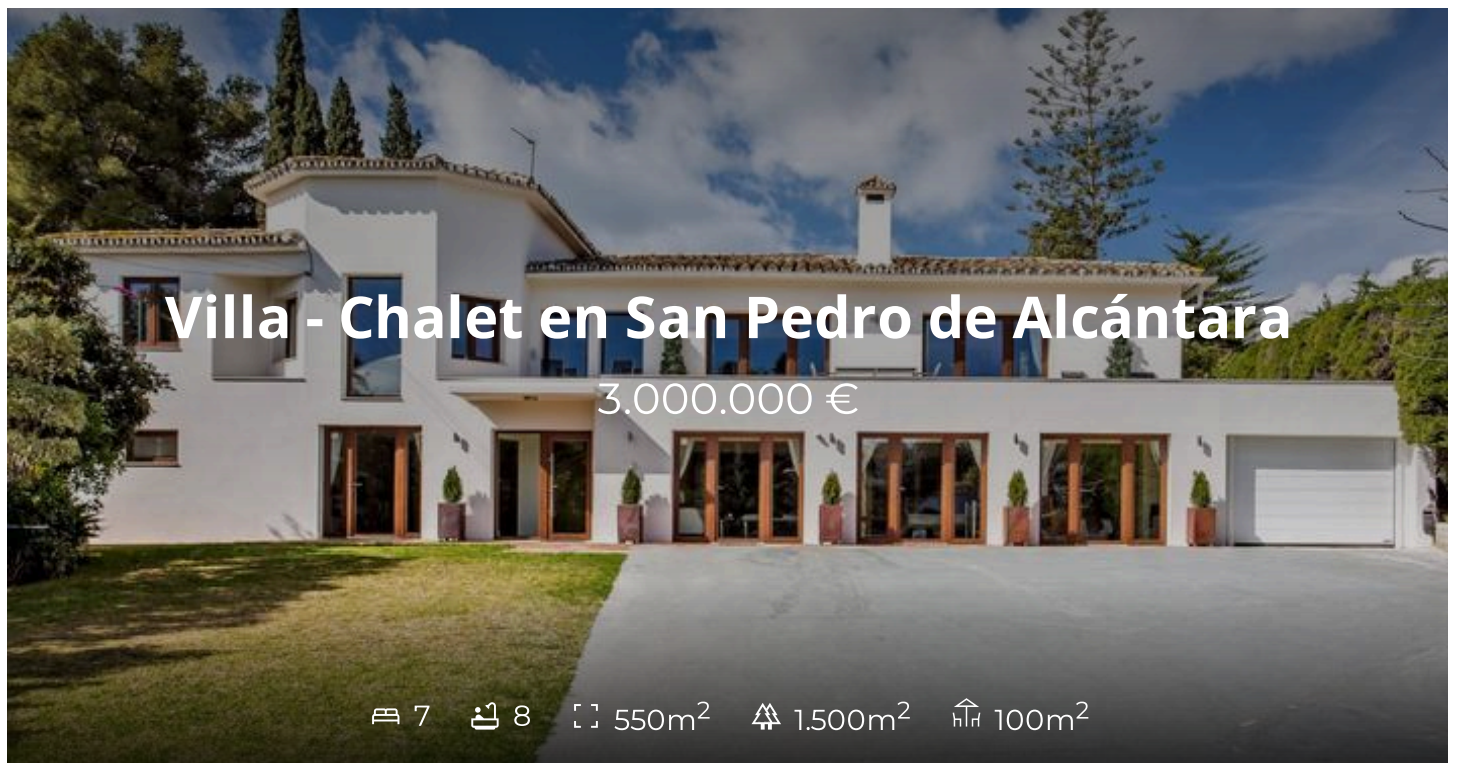 Villa - Chalet en San Pedro de Alcántara
3.000.000 €
7 8 550m² 1.500m² 100m²